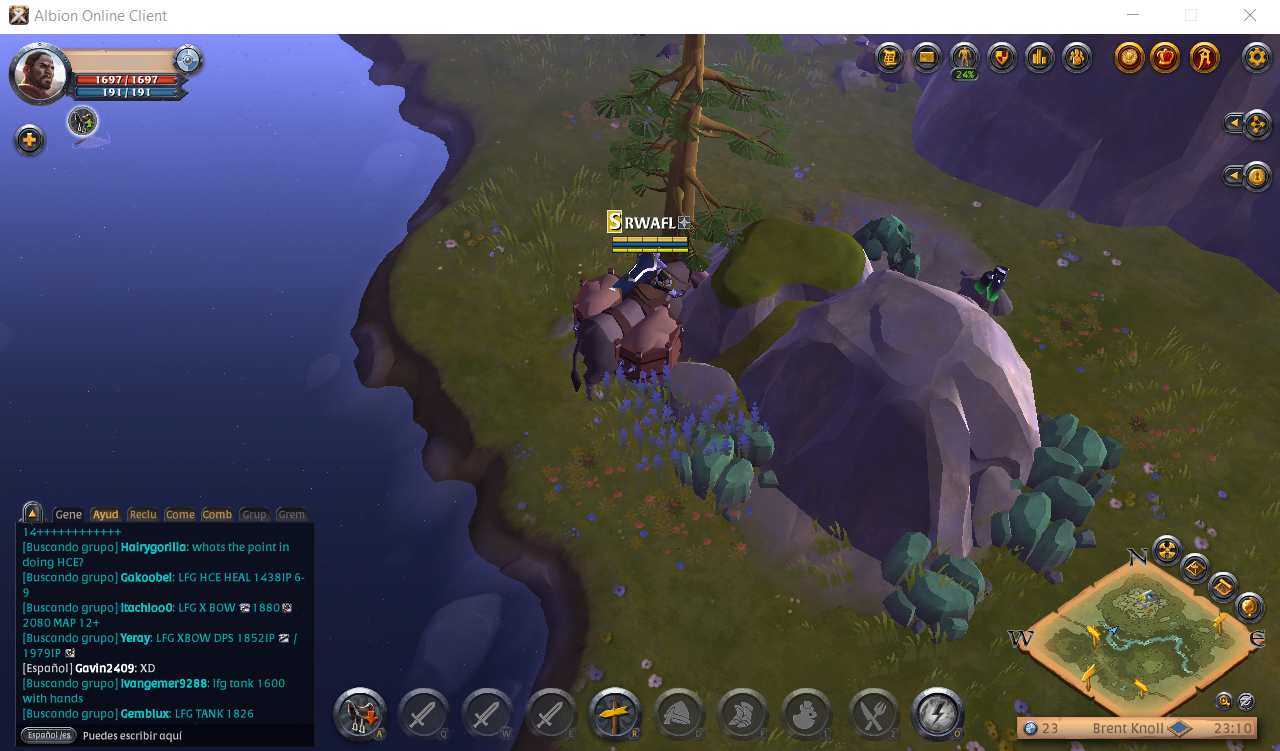 Albion Online Client
1697/1697
191/191
24%
S RWAFL
Gene Ayud Reclu Come Comb Grup Grem
14++++++++++++
[Buscando grupo] Hairygorilla: whats the point in
doing HCE?
[Buscando grupo] Gakoobel: LFG HCE HEAL 1438IP 6-
9
[Buscando grupo] Itachioo0: LFG X BOW 1880
2080 MAP 12+
[Buscando grupo] Yeray: LFG XBOW DPS 1852IP /
1979IP
[Español] Gavin2409: XD
[Buscando grupo] Ivangemer9288: lfg tank 1600
with hands
[Buscando grupo] Gemblux: LFG TANK 1826
Español /es Puedes escribir aquí
A Q W E R D F 1 2 O
N
W E
23 Brent Knoll 23:10